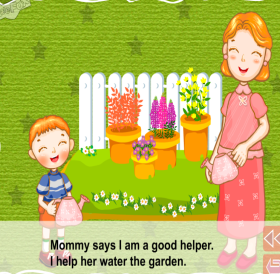 Mommy says I am a good helper.
I help her water the garden.